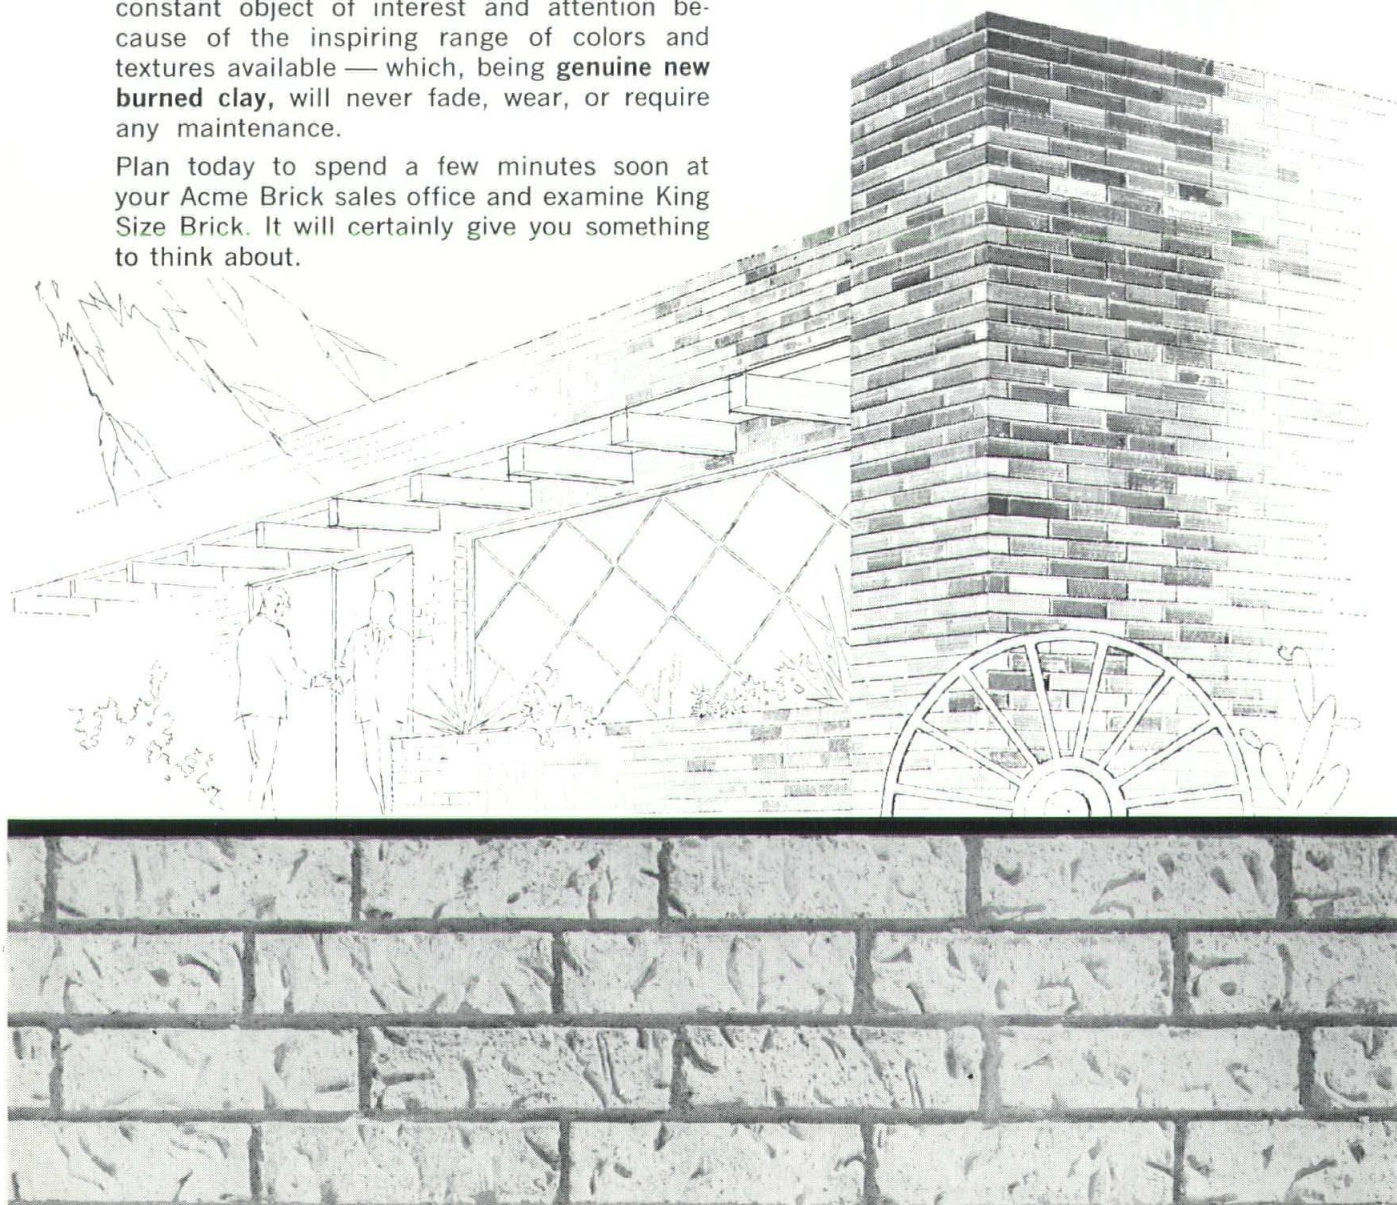 constant object of interest and attention be-
cause of the inspiring range of colors and
textures available — which, being genuine new
burned clay, will never fade, wear, or require
any maintenance.
Plan today to spend a few minutes soon at
your Acme Brick sales office and examine King
Size Brick. It will certainly give you something
to think about.